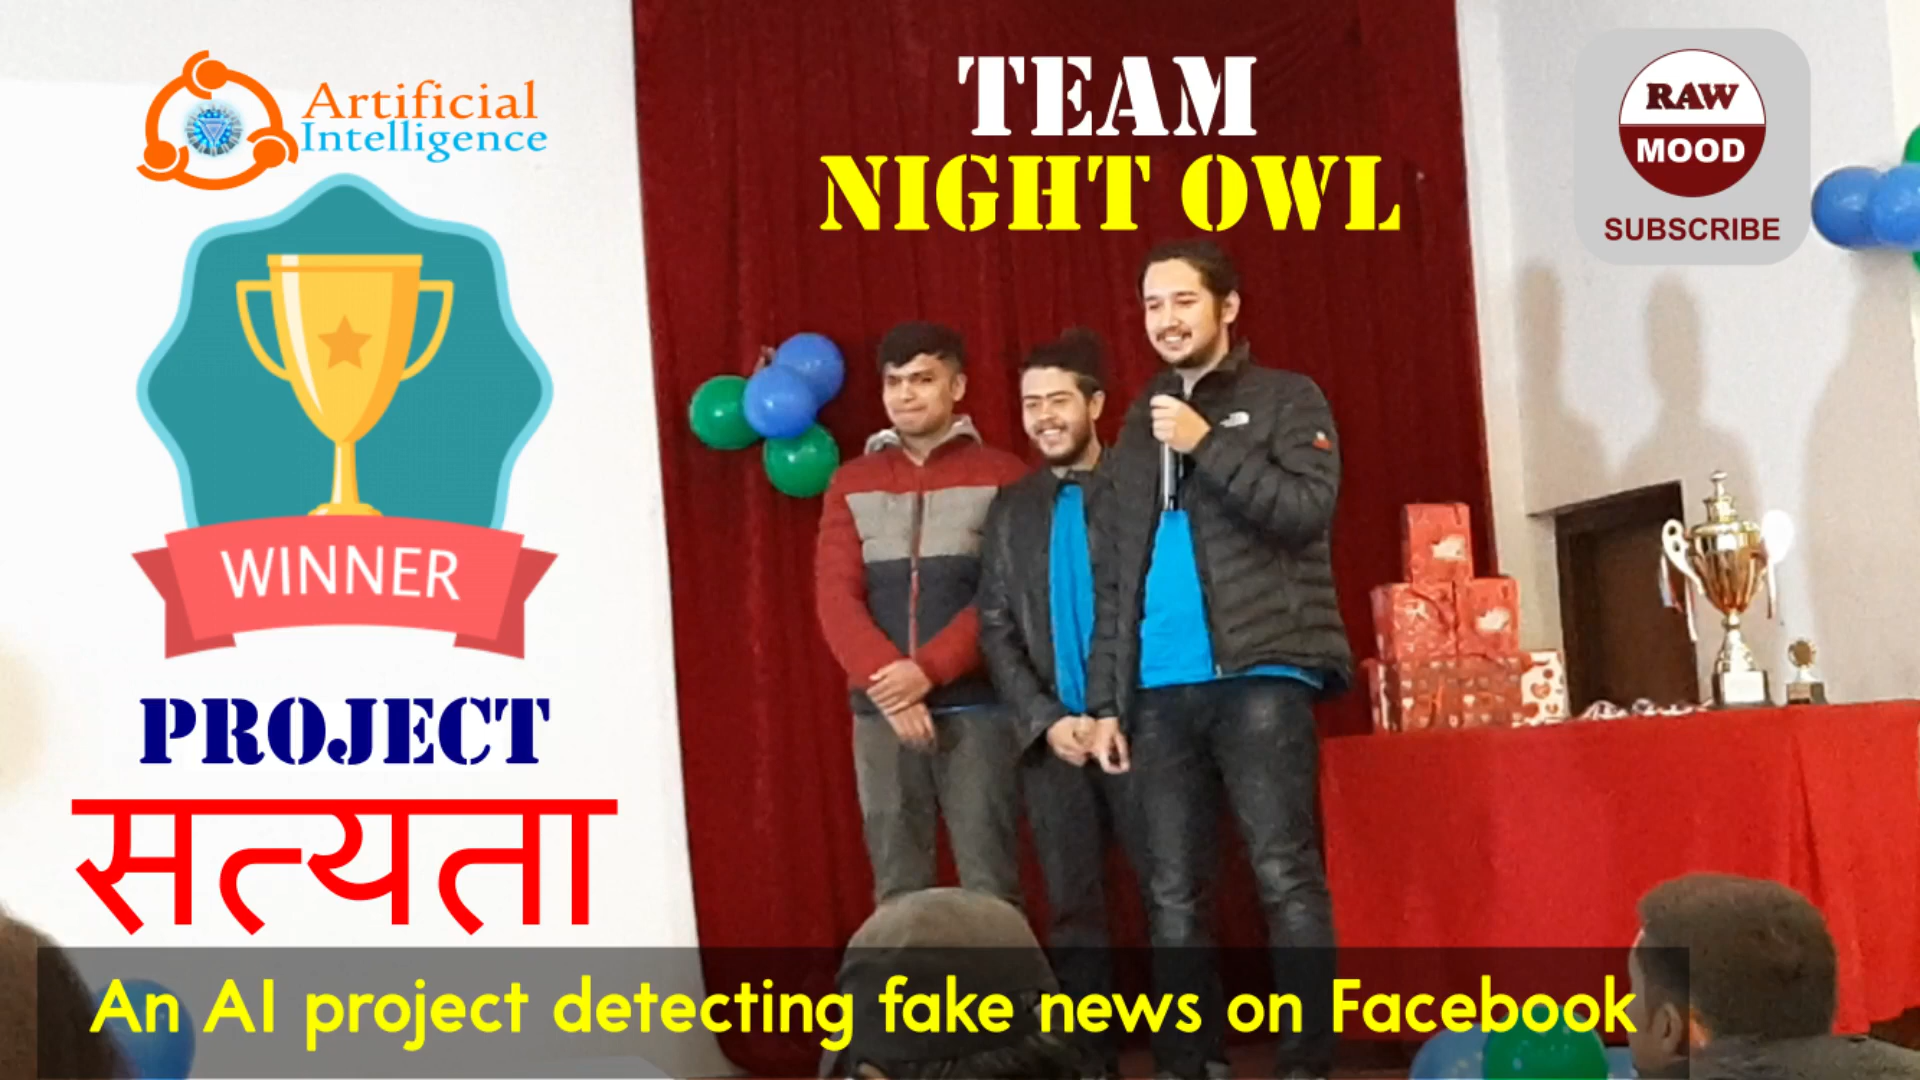 Artificial
Intelligence
TEAM
NIGHT OWL
RAW
MOOD
SUBSCRIBE
WINNER
PROJECT
सत्यता
An AI project detecting fake news on Facebook